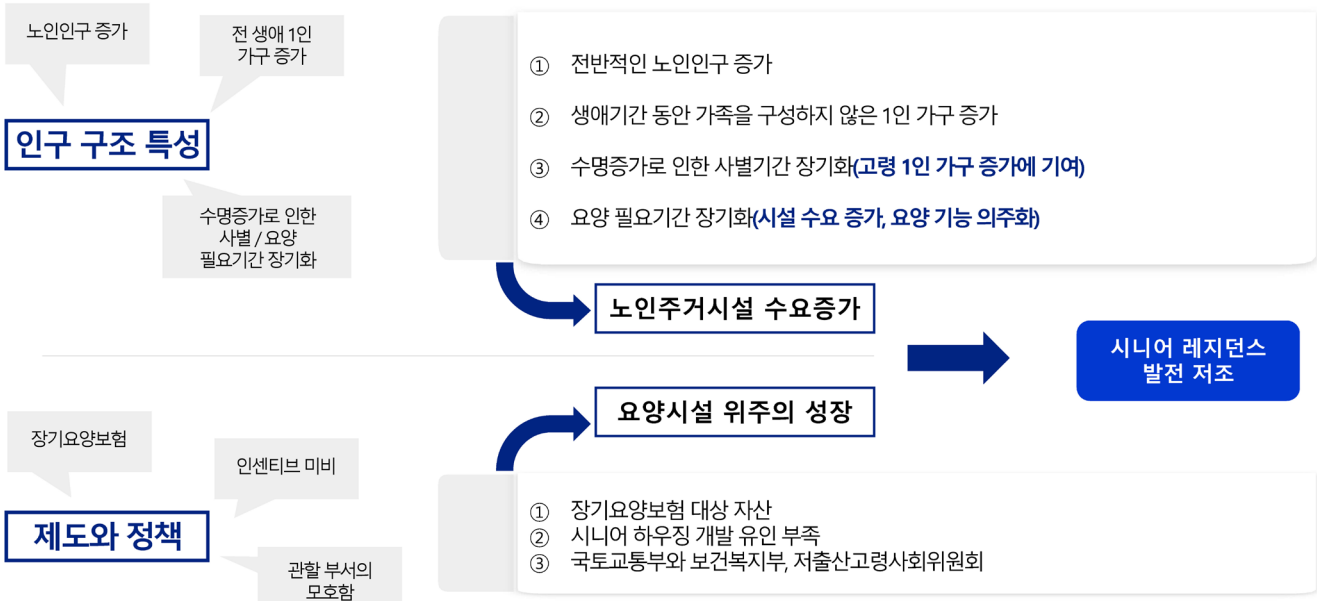 노인인구 증가
전 생애 1인
가구 증가
인구 구조 특성
수명증가로 인한
사별 / 요양
필요기간 장기화
① 전반적인 노인인구 증가
② 생애기간 동안 가족을 구성하지 않은 1인 가구 증가
③ 수명증가로 인한 사별기간 장기화(고령 1인 가구 증가에 기여)
④ 요양 필요기간 장기화(시설 수요 증가, 요양 기능 의주화)
노인주거시설 수요증가
시니어 레지던스
발전 저조
요양시설 위주의 성장
장기요양보험
인센티브 미비
제도와 정책
관할 부서의
모호함
① 장기요양보험 대상 자산
② 시니어 하우징 개발 유인 부족
③ 국토교통부와 보건복지부, 저출산고령사회위원회